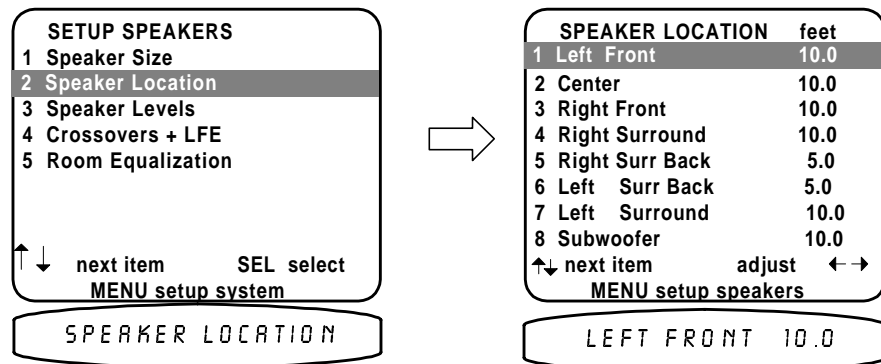 SETUP SPEAKERS
1 Speaker Size
2 Speaker Location
3 Speaker Levels
4 Crossovers + LFE
5 Room Equalization
↑↓ next item SEL select
MENU setup system
SPEAKER LOCATION
SPEAKER LOCATION feet
1 Left Front 10.0
2 Center 10.0
3 Right Front 10.0
4 Right Surround 10.0
5 Right Surr Back 5.0
6 Left Surr Back 5.0
7 Left Surround 10.0
8 Subwoofer 10.0
↑↓ next item adjust ←→
MENU setup speakers
LEFT FRONT 10.0